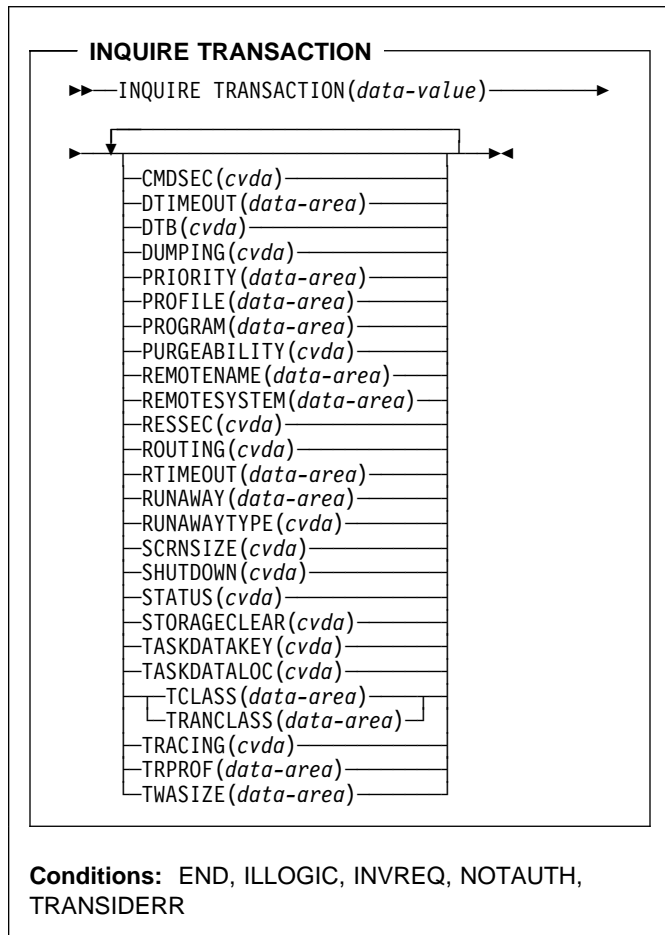 INQUIRE TRANSACTION
INQUIRE TRANSACTION(data-value)
CMDSEC(cvda)
DTIMEOUT(data-area)
DTB(cvda)
DUMPING(cvda)
PRIORITY(data-area)
PROFILE(data-area)
PROGRAM(data-area)
PURGEABILITY(cvda)
REMOTENAME(data-area)
REMOTESYSTEM(data-area)
RESSEC(cvda)
ROUTING(cvda)
RTIMEOUT(data-area)
RUNAWAY(data-area)
RUNAWAYTYPE(cvda)
SCRNSIZE(cvda)
SHUTDOWN(cvda)
STATUS(cvda)
STORAGECLEAR(cvda)
TASKDATAKEY(cvda)
TASKDATALOC(cvda)
TCLASS(data-area)
TRANCLASS(data-area)
TRACING(cvda)
TRPROF(data-area)
TWASIZE(data-area)
Conditions: END, ILLOGIC, INVREQ, NOTAUTH,
TRANSIDERR